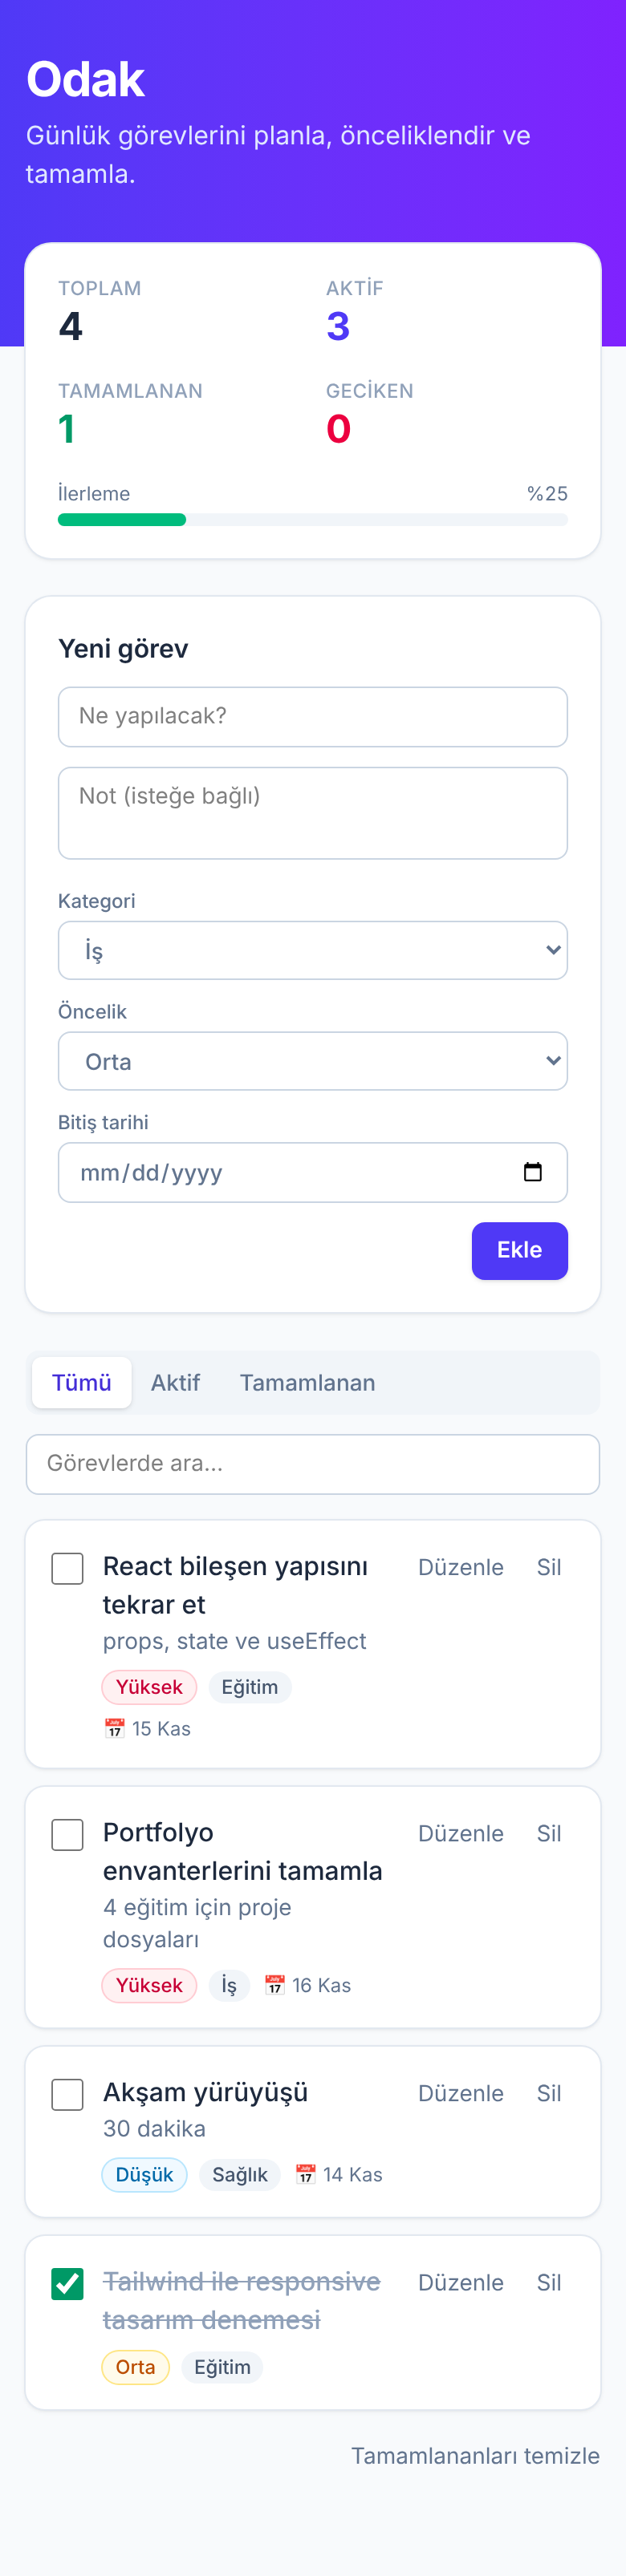 Odak
Günlük görevlerini planla, önceliklendir ve
tamamla.
TOPLAM
4
AKTİF
3
TAMAMLANAN
1
GECİKEN
0
İlerleme %25
Yeni görev
Ne yapılacak?
Not (isteğe bağlı)
Kategori
İş
Öncelik
Orta
Bitiş tarihi
mm/dd/yyyy
Ekle
Tümü Aktif Tamamlanan
Görevlerde ara...
React bileşen yapısını
tekrar et
Düzenle Sil
props, state ve useEffect
Yüksek Eğitim
📅 15 Kas
Portfolyo
envanterlerini tamamla
Düzenle Sil
4 eğitim için proje
dosyaları
Yüksek İş 📅 16 Kas
Akşam yürüyüşü Düzenle Sil
30 dakika
Düşük Sağlık 📅 14 Kas
Tailwind ile responsive
tasarım denemesi
Düzenle Sil
Orta Eğitim
Tamamlananları temizle